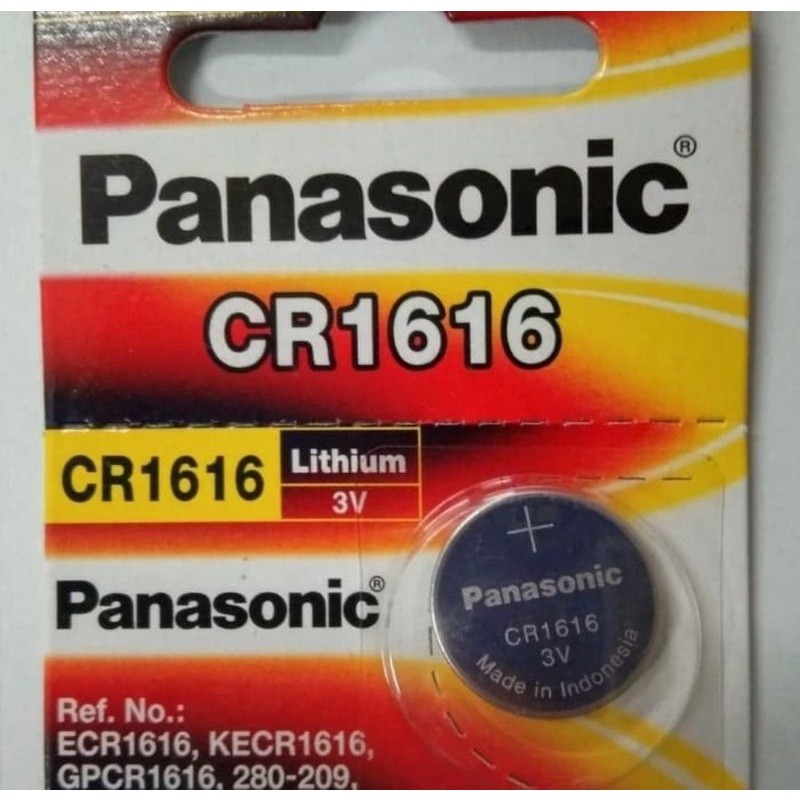 Panasonic®
CR1616
CR1616 Lithium
3V
Panasonic®
Panasonic
CR1616
3V
Made in Indonesia
Ref. No.:
ECR1616, KECR1616,
GPCR1616, 280-209,